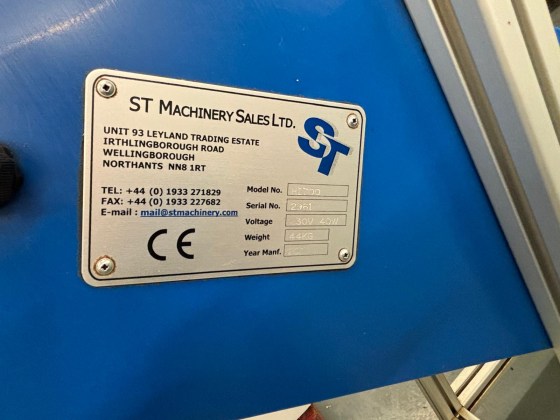 ST MACHINERY SALES LTD.
ST
UNIT 93 LEYLAND TRADING ESTATE
IRTHLINGBOROUGH ROAD
WELLINGBOROUGH
NORTHANTS NN8 1RT
TEL: +44 (0) 1933 271829
FAX: +44 (0) 1933 227682
E-mail : mail@stmachinery.com
CE
Model No.
Serial No. 2961
Voltage
Weight
Year Manf.